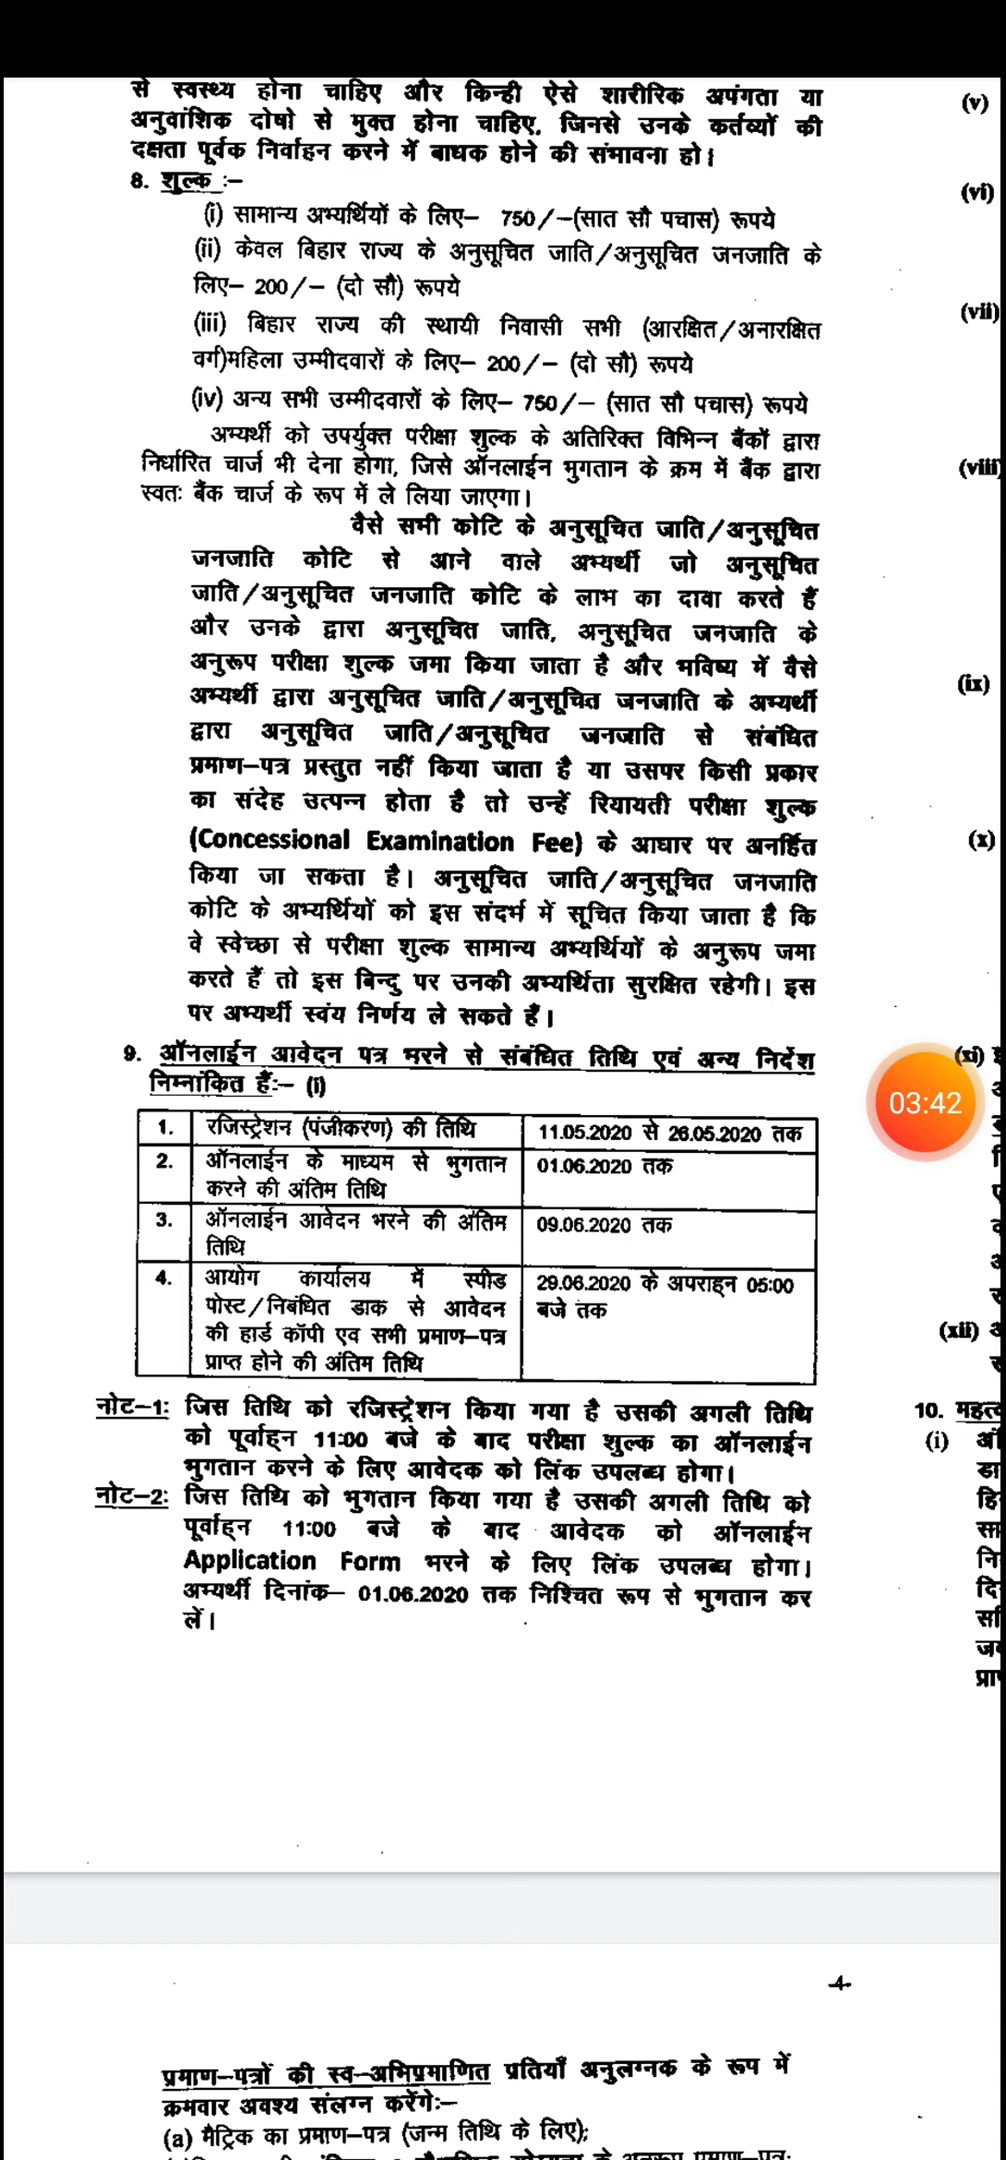 से स्वस्थ्य होना चाहिए और किन्ही ऐसे शारीरिक अपंगता या
अनुवांशिक दोषो से मुक्त होना चाहिए, जिनसे उनके कर्तव्यों की
दक्षता पूर्वक निर्वाहन करने में बाधक होने की संभावना हो।
8. शुल्क :–
(i) सामान्य अभ्यर्थियों के लिए– 750/–(सात सौ पचास) रूपये
(ii) केवल बिहार राज्य के अनुसूचित जाति/अनुसूचित जनजाति के
लिए– 200/– (दो सौ) रूपये
(iii) बिहार राज्य की स्थायी निवासी सभी (आरक्षित/अनारक्षित
वर्ग)महिला उम्मीदवारों के लिए– 200/– (दो सौ) रूपये
(iv) अन्य सभी उम्मीदवारों के लिए– 750/– (सात सौ पचास) रूपये
अभ्यर्थी को उपर्युक्त परीक्षा शुल्क के अतिरिक्त विभिन्न बैंकों द्वारा
निर्धारित चार्ज भी देना होगा, जिसे ऑनलाईन भुगतान के क्रम में बैंक द्वारा
स्वतः बैंक चार्ज के रूप में ले लिया जाएगा।
वैसे सभी कोटि के अनुसूचित जाति/अनुसूचित
जनजाति कोटि से आने वाले अभ्यर्थी जो अनुसूचित
जाति/अनुसूचित जनजाति कोटि के लाभ का दावा करते हैं
और उनके द्वारा अनुसूचित जाति, अनुसूचित जनजाति के
अनुरूप परीक्षा शुल्क जमा किया जाता है और भविष्य में वैसे
अभ्यर्थी द्वारा अनुसूचित जाति/अनुसूचित जनजाति के अभ्यर्थी
द्वारा अनुसूचित जाति/अनुसूचित जनजाति से संबंधित
प्रमाण–पत्र प्रस्तुत नहीं किया जाता है या उसपर किसी प्रकार
का संदेह उत्पन्न होता है तो उन्हें रियायती परीक्षा शुल्क
(Concessional Examination Fee) के आधार पर अनर्हित
किया जा सकता है। अनुसूचित जाति/अनुसूचित जनजाति
कोटि के अभ्यर्थियों को इस संदर्भ में सूचित किया जाता है कि
वे स्वेच्छा से परीक्षा शुल्क सामान्य अभ्यर्थियों के अनुरूप जमा
करते हैं तो इस बिन्दु पर उनकी अभ्यर्थिता सुरक्षित रहेगी। इस
पर अभ्यर्थी स्वंय निर्णय ले सकते हैं।
9. ऑनलाईन आवेदन पत्र भरने से संबंधित तिथि एवं अन्य निर्देश
निम्नांकित हैंः– (i)
1. रजिस्ट्रेशन (पंजीकरण) की तिथि 11.05.2020 से 26.05.2020 तक
2. ऑनलाईन के माध्यम से भुगतान 01.06.2020 तक
करने की अंतिम तिथि
3. ऑनलाईन आवेदन भरने की अंतिम 09.06.2020 तक
तिथि
4. आयोग कार्यालय में स्पीड 29.06.2020 के अपराह्न 05:00
पोस्ट/निबंधित डाक से आवेदन बजे तक
की हार्ड कॉपी एव सभी प्रमाण–पत्र
प्राप्त होने की अंतिम तिथि
नोट–1: जिस तिथि को रजिस्ट्रेशन किया गया है उसकी अगली तिथि
को पूर्वाह्न 11:00 बजे के बाद परीक्षा शुल्क का ऑनलाईन
भुगतान करने के लिए आवेदक को लिंक उपलब्ध होगा।
नोट–2: जिस तिथि को भुगतान किया गया है उसकी अगली तिथि को
पूर्वाह्न 11:00 बजे के बाद आवेदक को ऑनलाईन
Application Form भरने के लिए लिंक उपलब्ध होगा।
अभ्यर्थी दिनांक– 01.06.2020 तक निश्चित रूप से भुगतान कर
लें।
(v)
(vi)
(vii)
(viii)
(ix)
(x)
(xi)
03:42
(xii)
10.
(i)
-4-
प्रमाण–पत्रों की स्व–अभिप्रमाणित प्रतियाँ अनुलग्नक के रूप में
क्रमवार अवश्य संलग्न करेंगेः–
(a) मैट्रिक का प्रमाण–पत्र (जन्म तिथि के लिए);